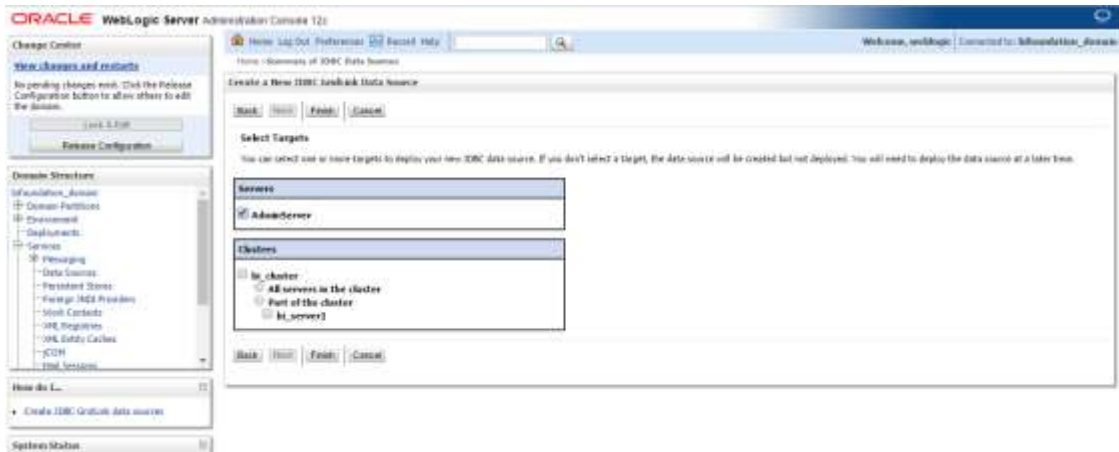 ORACLE WebLogic Server Administration Console 12c
Change Center
View changes and restarts
No pending changes exist. Click the Release
Configuration button to allow others to edit
the domain.
Lock & Edit
Release Configuration
Domain Structure
bifoundation_domain
Domain Partitions
Environment
Deployments
Services
Messaging
Data Sources
Persistent Stores
Foreign JNDI Providers
Work Contexts
XML Registries
XML Entity Caches
jCOM
Mail Sessions
How do I...
Create JDBC GridLink data sources
System Status
Home Log Out Preferences Record Help
Welcome, weblogic Connected to: bifoundation_domain
Home >Summary of JDBC Data Sources
Create a New JDBC GridLink Data Source
Back Next Finish Cancel
Select Targets
You can select one or more targets to deploy your new JDBC data source. If you don't select a target, the data source will be created but not deployed. You will need to deploy the data source at a later time.
Servers
AdminServer
Clusters
bi_cluster
All servers in the cluster
Part of the cluster
bi_server1
Back Next Finish Cancel